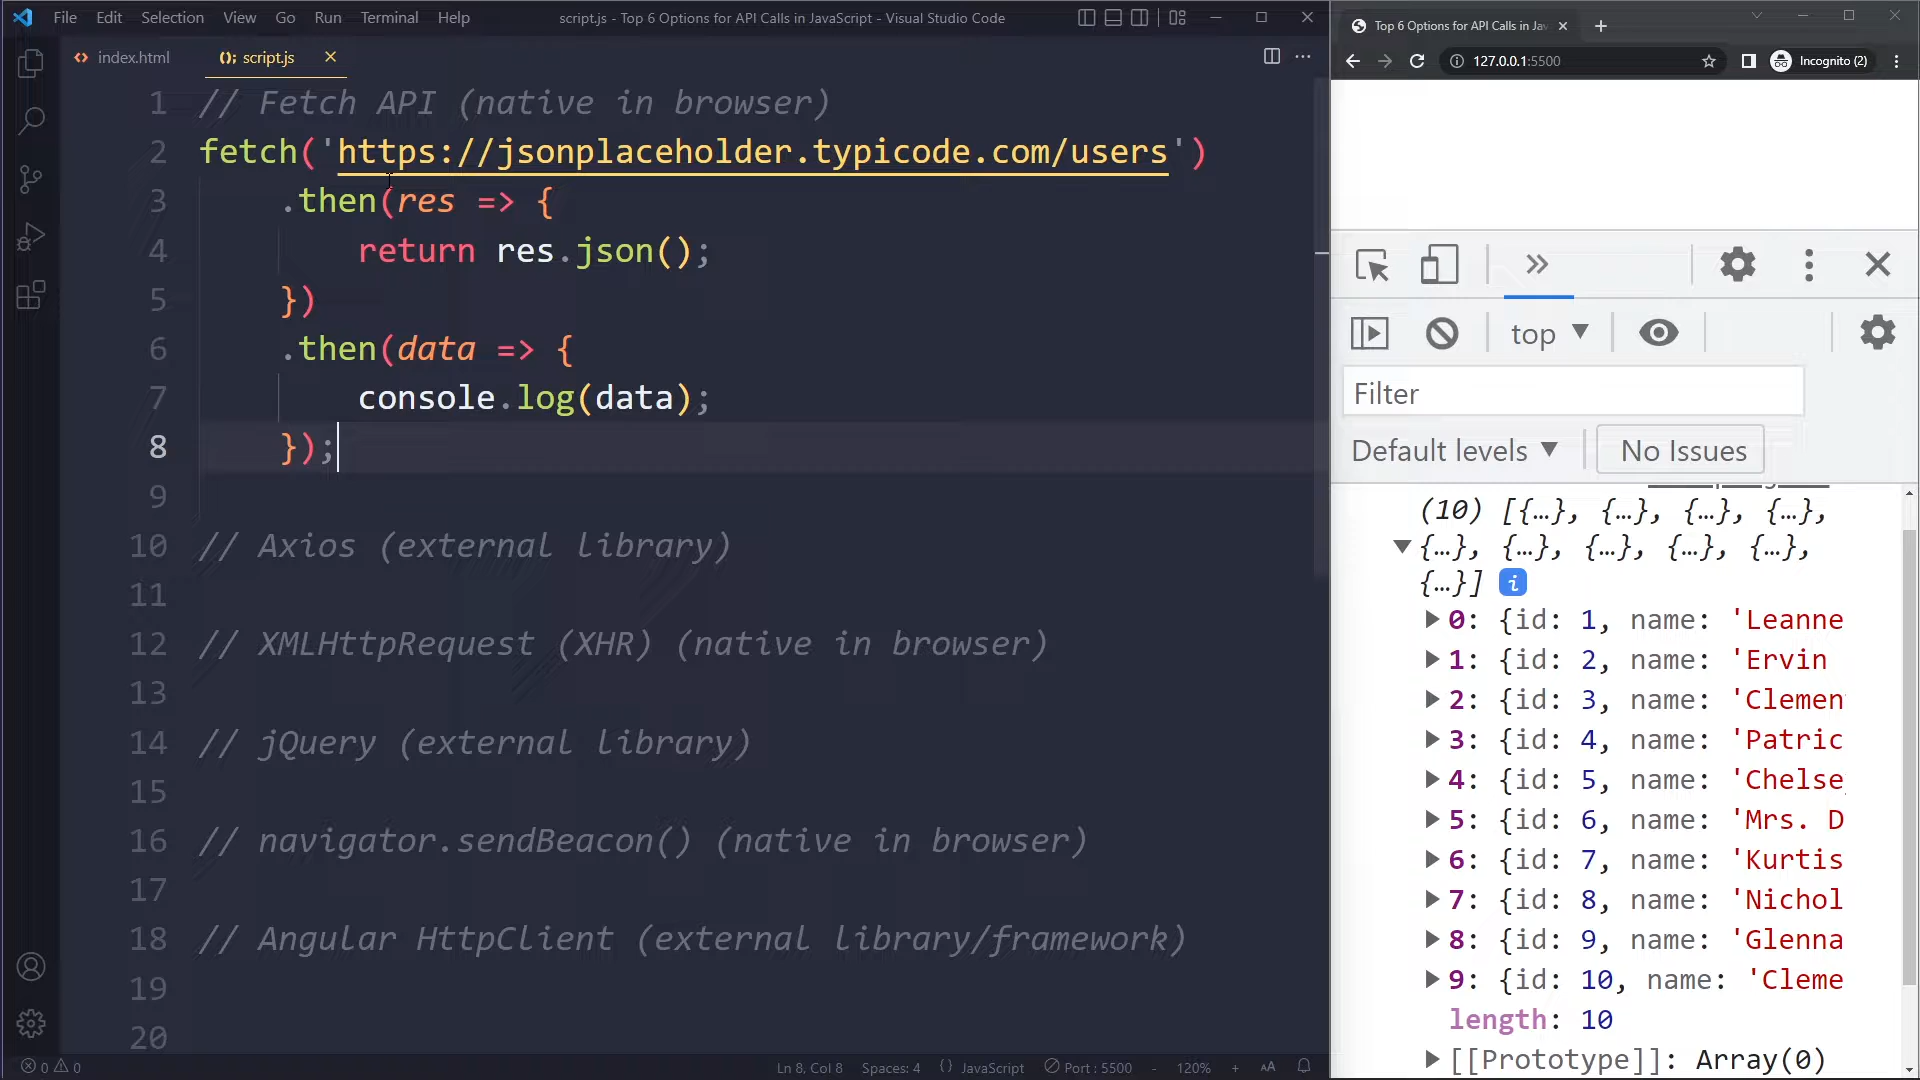 File Edit Selection View Go Run Terminal Help
script.js - Top 6 Options for API Calls in JavaScript - Visual Studio Code
index.html
script.js
1 // Fetch API (native in browser)
2 fetch('https://jsonplaceholder.typicode.com/users')
3 .then(res => {
4 return res.json();
5 })
6 .then(data => {
7 console.log(data);
8 });
9
10 // Axios (external library)
11
12 // XMLHttpRequest (XHR) (native in browser)
13
14 // jQuery (external library)
15
16 // navigator.sendBeacon() (native in browser)
17
18 // Angular HttpClient (external library/framework)
19
20
0 0
Ln 8, Col 8 Spaces: 4 {} JavaScript Port : 5500 - 120% +
Top 6 Options for API Calls in Jav
127.0.0.1:5500
Incognito (2)
top
Filter
Default levels
No Issues
(10) [{…}, {…}, {…}, {…},
{…}, {…}, {…}, {…}, {…},
{…}] i
0: {id: 1, name: 'Leanne
1: {id: 2, name: 'Ervin
2: {id: 3, name: 'Clemen
3: {id: 4, name: 'Patric
4: {id: 5, name: 'Chelse
5: {id: 6, name: 'Mrs. D
6: {id: 7, name: 'Kurtis
7: {id: 8, name: 'Nichol
8: {id: 9, name: 'Glenna
9: {id: 10, name: 'Cleme
length: 10
[[Prototype]]: Array(0)